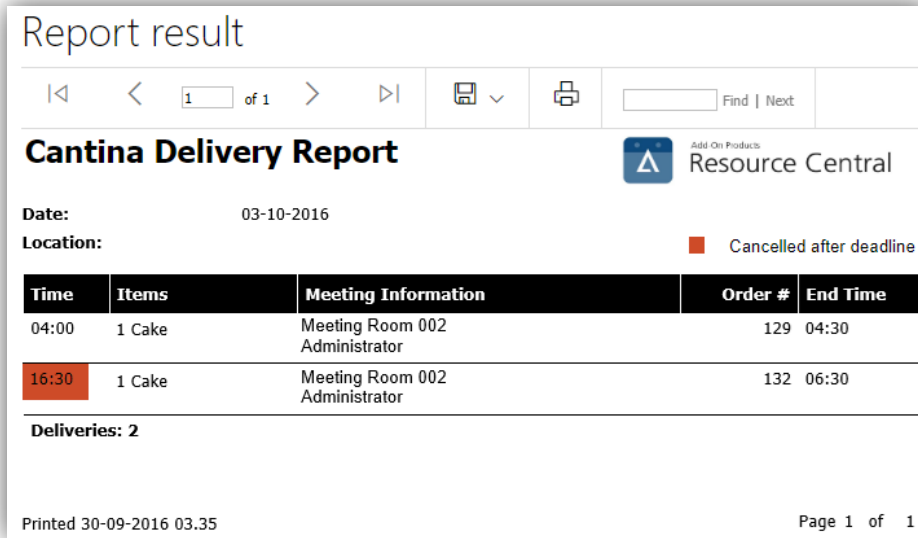 Report result
1 of 1 Find | Next
Cantina Delivery Report
Add-On Products
Resource Central
Date: 03-10-2016
Location:
Cancelled after deadline
Time Items Meeting Information Order # End Time
04:00 1 Cake Meeting Room 002 129 04:30
Administrator
16:30 1 Cake Meeting Room 002 132 06:30
Administrator
Deliveries: 2
Printed 30-09-2016 03.35 Page 1 of 1